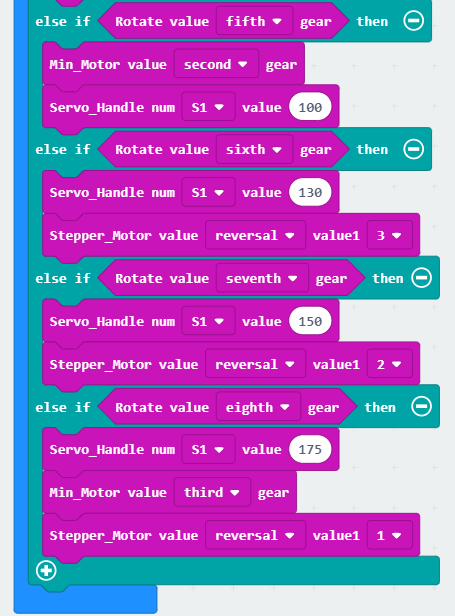 else if Rotate value fifth gear then
Min_Motor value second gear
Servo_Handle num S1 value 100
else if Rotate value sixth gear then
Servo_Handle num S1 value 130
Stepper_Motor value reversal value1 3
else if Rotate value seventh gear then
Servo_Handle num S1 value 150
Stepper_Motor value reversal value1 2
else if Rotate value eighth gear then
Servo_Handle num S1 value 175
Min_Motor value third gear
Stepper_Motor value reversal value1 1